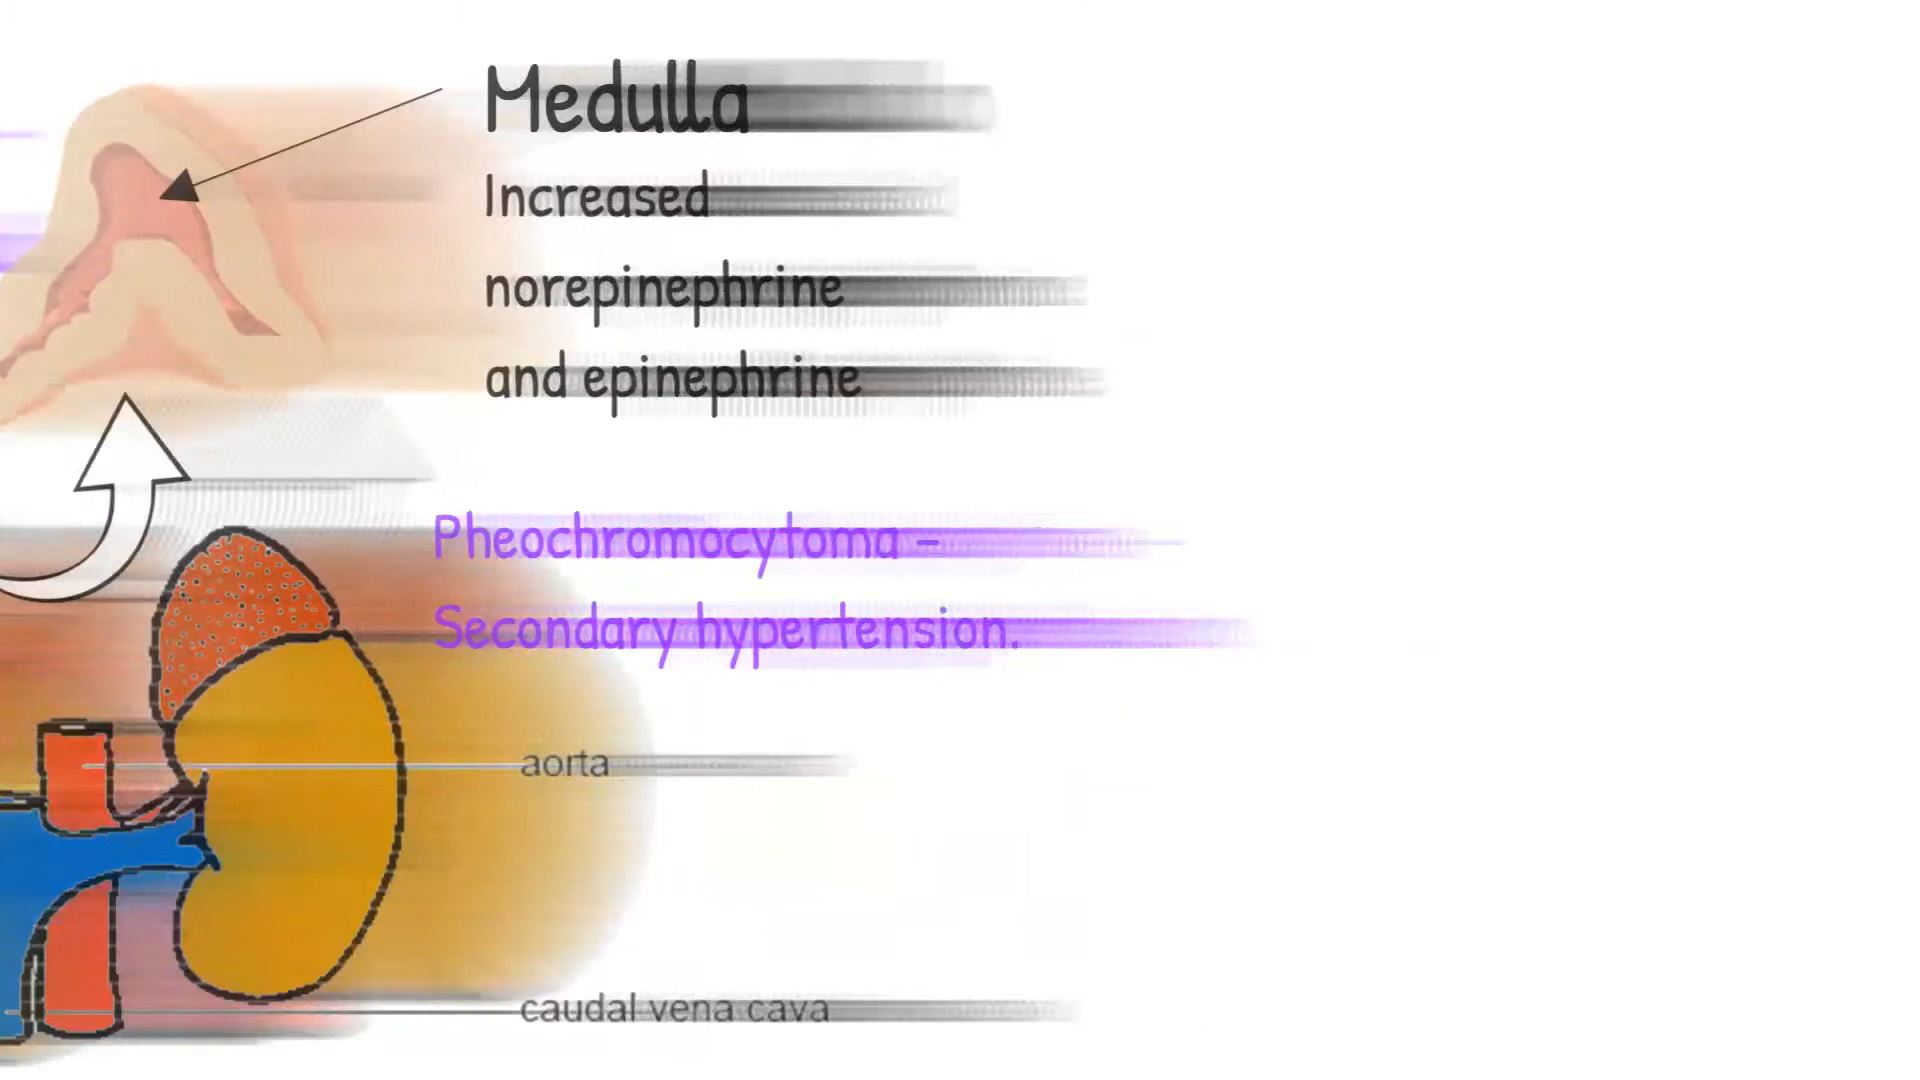 Medulla
Increased
norepinephrine
and epinephrine
Pheochromocytoma –
Secondary hypertension.
aorta
caudal vena cava